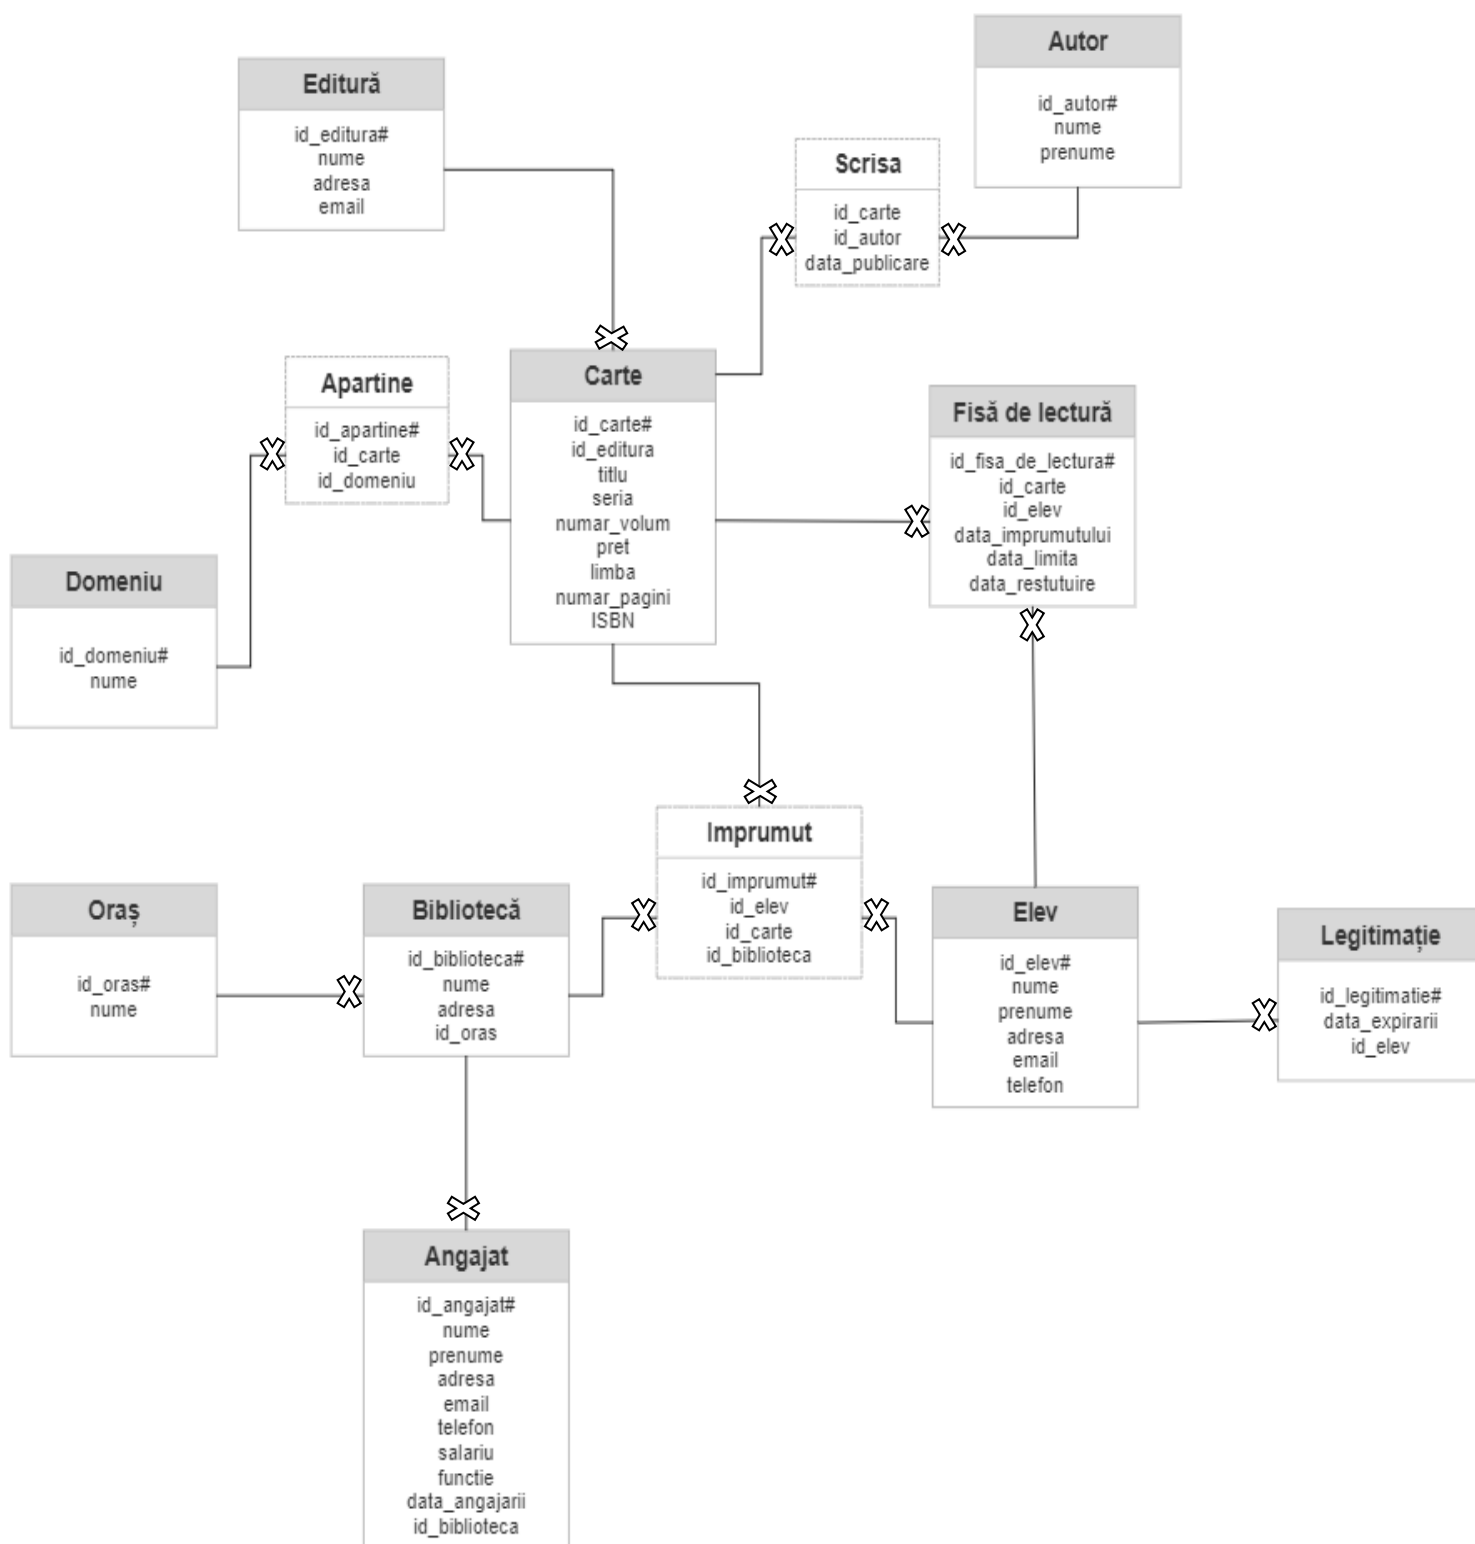 Autor
id_autor#
nume
prenume
Editură
id_editura#
nume
adresa
email
Scrisa
id_carte
id_autor
data_publicare
Apartine
id_apartine#
id_carte
id_domeniu
Carte
id_carte#
id_editura
titlu
seria
numar_volum
pret
limba
numar_pagini
ISBN
Fisă de lectură
id_fisa_de_lectura#
id_carte
id_elev
data_imprumutului
data_limita
data_restutuire
Domeniu
id_domeniu#
nume
Imprumut
id_imprumut#
id_elev
id_carte
id_biblioteca
Oraș
id_oras#
nume
Bibliotecă
id_biblioteca#
nume
adresa
id_oras
Elev
id_elev#
nume
prenume
adresa
email
telefon
Legitimație
id_legitimatie#
data_expirarii
id_elev
Angajat
id_angajat#
nume
prenume
adresa
email
telefon
salariu
functie
data_angajarii
id_biblioteca